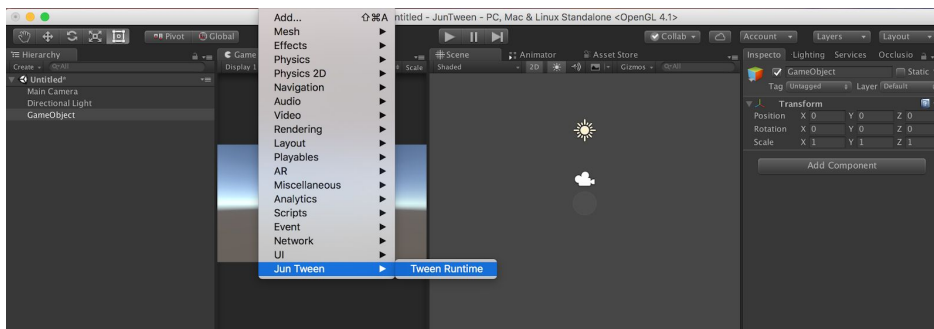 Untitled - JunTween - PC, Mac & Linux Standalone <OpenGL 4.1>
Pivot Global Collab Account Layers Layout
Hierarchy Game Scene Animator Asset Store Inspecto Lighting Services Occlusio
Create All Display 1 Scale Shaded 2D Gizmos All GameObject Static
Untitled* Tag Untagged Layer Default
Main Camera Transform
Directional Light Position X 0 Y 0 Z 0
GameObject Rotation X 0 Y 0 Z 0
Scale X 1 Y 1 Z 1
Add Component
Add... ⇧⌘A
Mesh
Effects
Physics
Physics 2D
Navigation
Audio
Video
Rendering
Layout
Playables
AR
Miscellaneous
Analytics
Scripts
Event
Network
UI
Jun Tween Tween Runtime